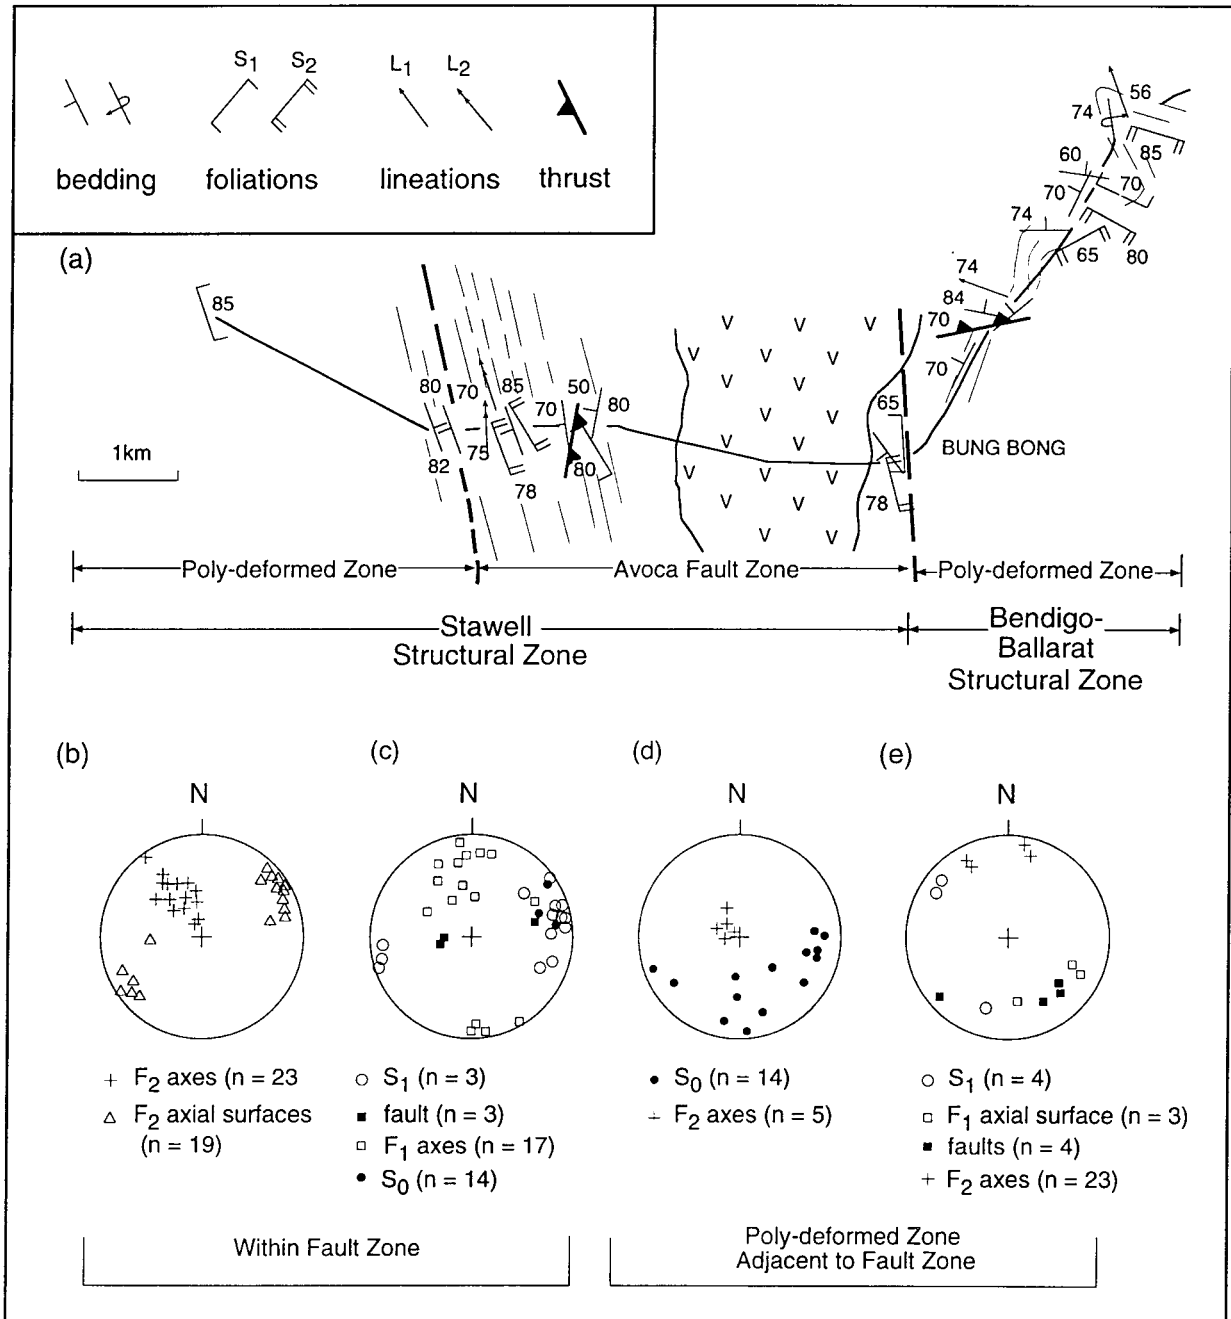 S1 S2 L1 L2
bedding foliations lineations thrust
(a)
56
74
85
60
70
70
74
65
80
74
84
70
70
85
80
70
85
50
70
80
65
75
82
78
80
78
1km
V V V
V V V
V V V
V V V
V V V
V V V
V V
BUNG BONG
Poly-deformed Zone Avoca Fault Zone Poly-deformed Zone
Stawell
Structural Zone
Bendigo-
Ballarat
Structural Zone
(b) (c) (d) (e)
N N N N
+ F2 axes (n = 23
△ F2 axial surfaces
(n = 19)
○ S1 (n = 3)
■ fault (n = 3)
□ F1 axes (n = 17)
● S0 (n = 14)
● S0 (n = 14)
+ F2 axes (n = 5)
○ S1 (n = 4)
□ F1 axial surface (n = 3)
■ faults (n = 4)
+ F2 axes (n = 23)
Within Fault Zone
Poly-deformed Zone
Adjacent to Fault Zone